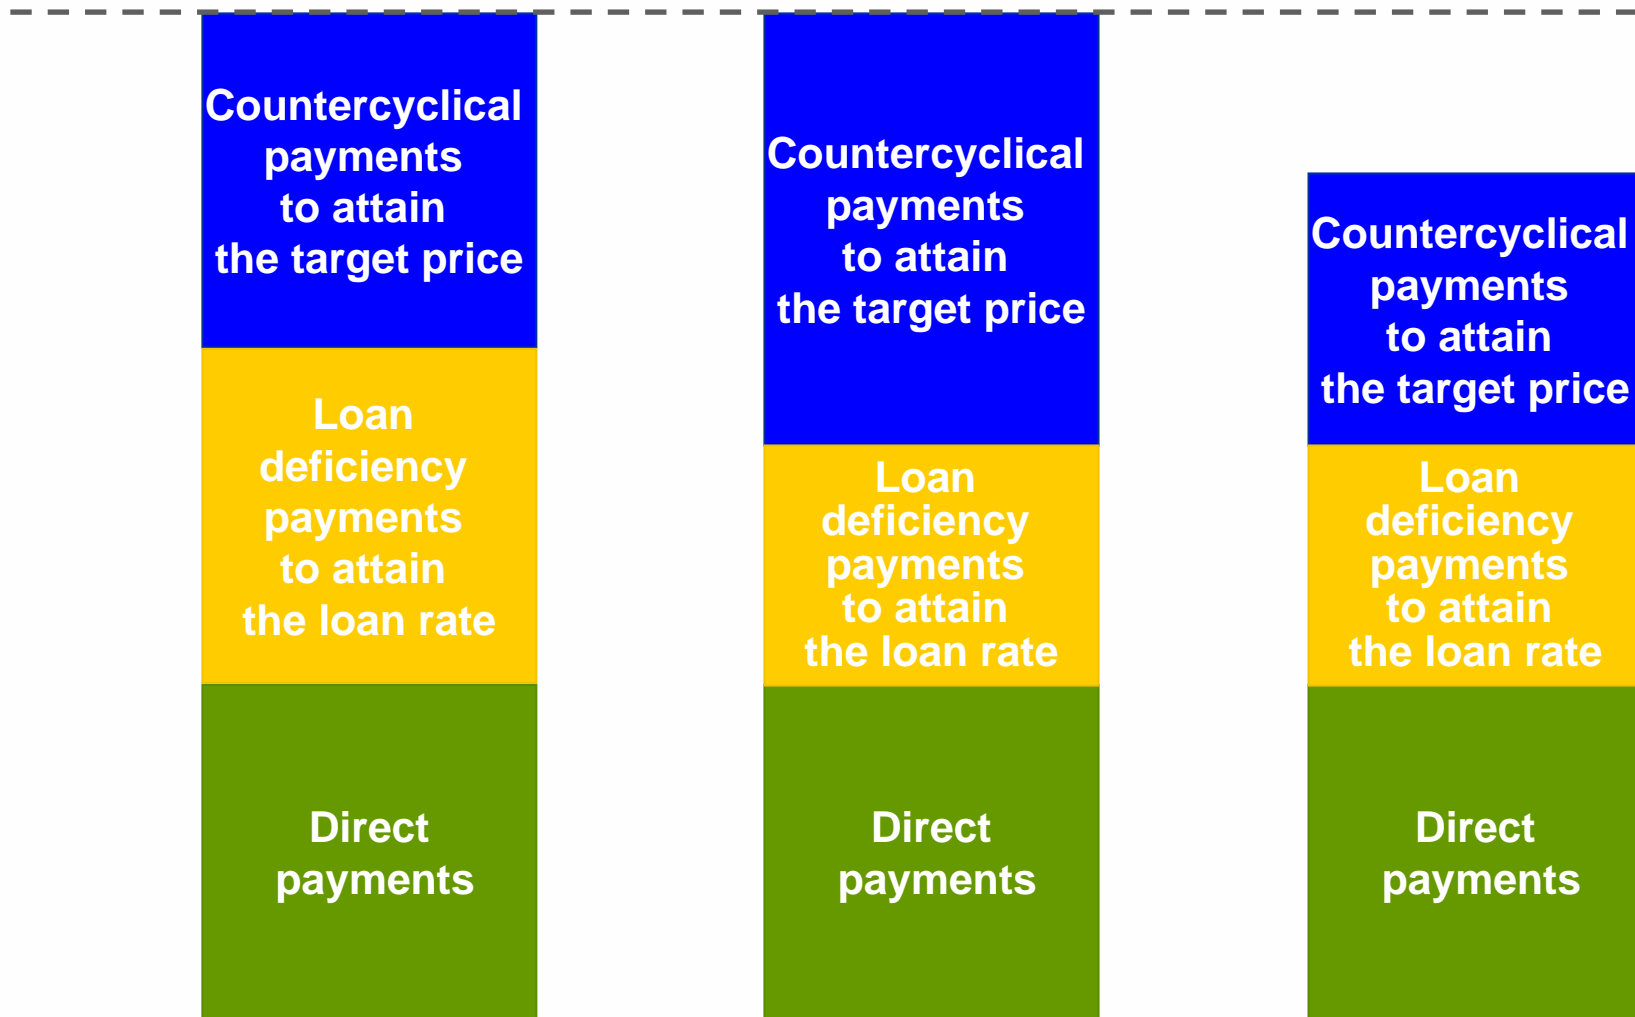 Countercyclical
payments
to attain
the target price
Loan
deficiency
payments
to attain
the loan rate
Direct
payments
Countercyclical
payments
to attain
the target price
Loan
deficiency
payments
to attain
the loan rate
Direct
payments
Countercyclical
payments
to attain
the target price
Loan
deficiency
payments
to attain
the loan rate
Direct
payments